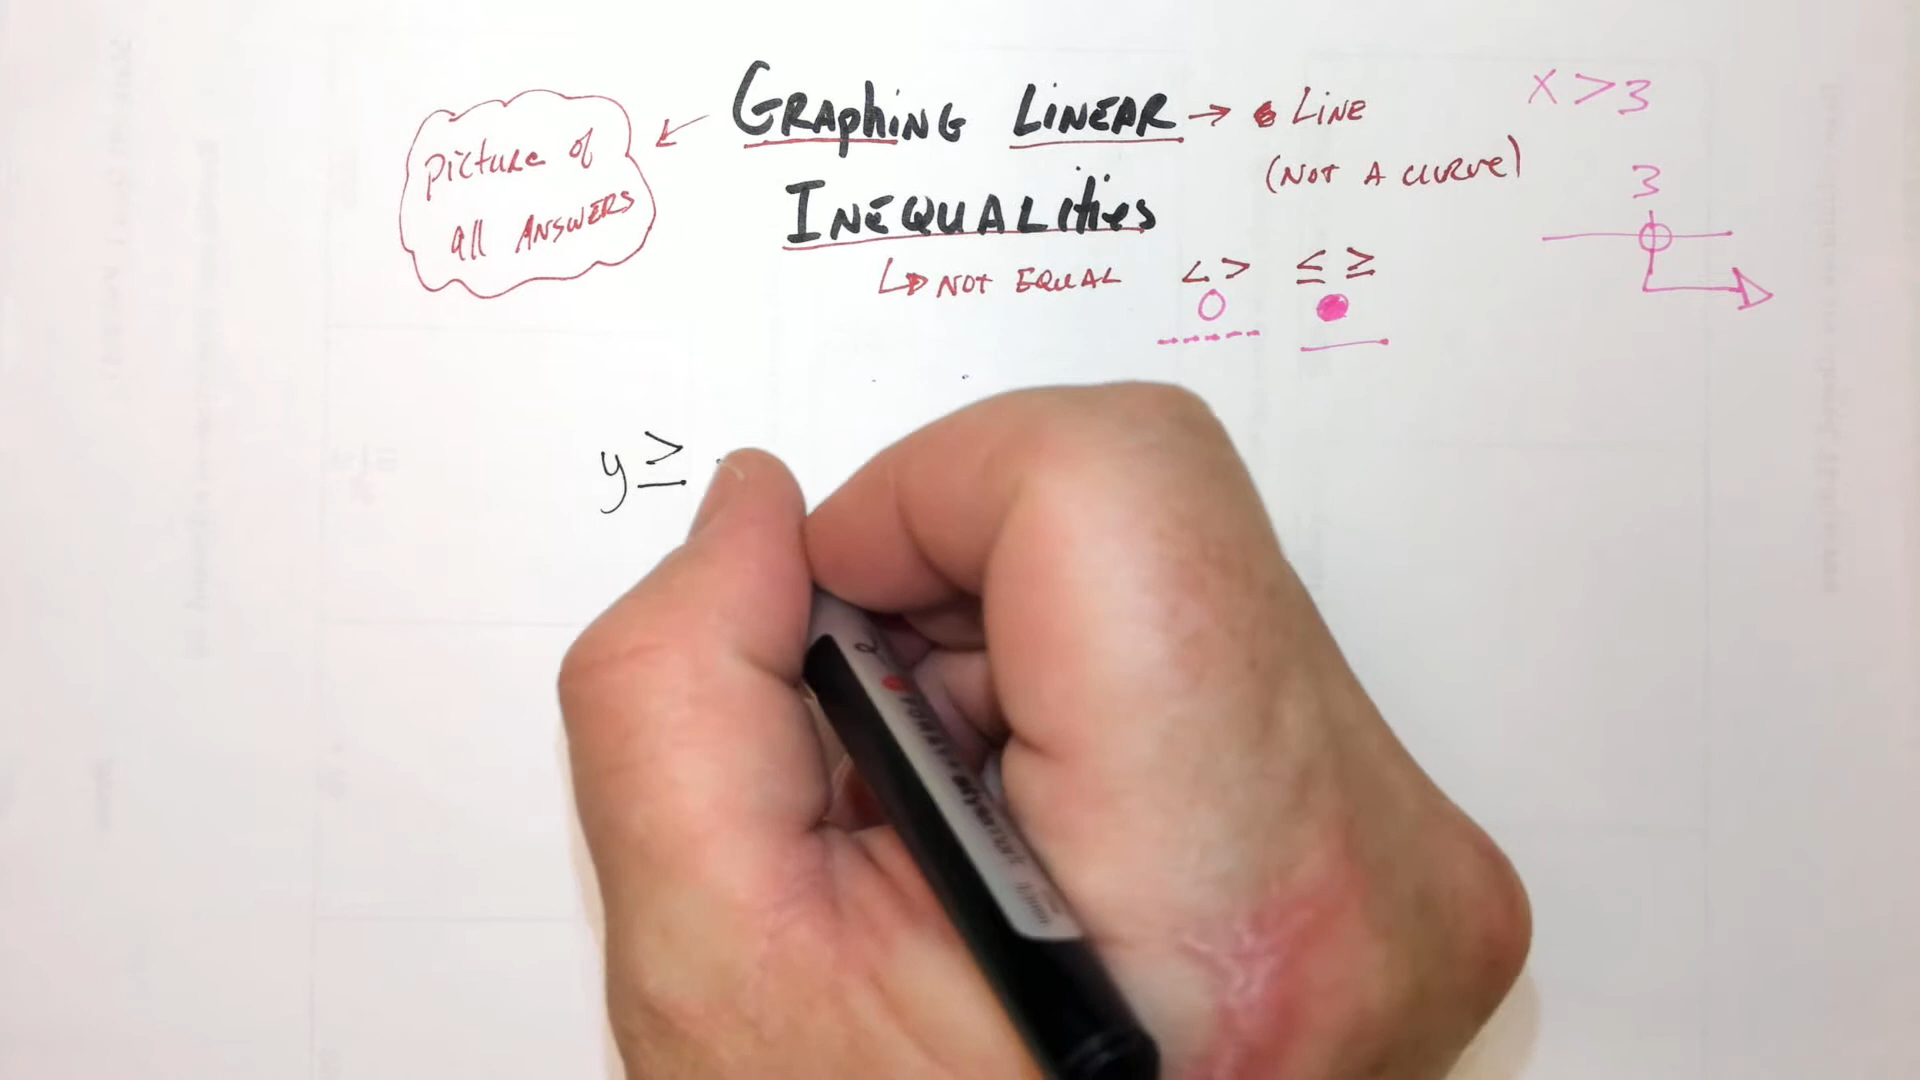 GRAPHING LINEAR → LINE
(NOT A CURVE)
INEQUALITIES
picture of
all ANSWERS
↳ NOT EQUAL < > ≤ ≥
x > 3
3
y ≥